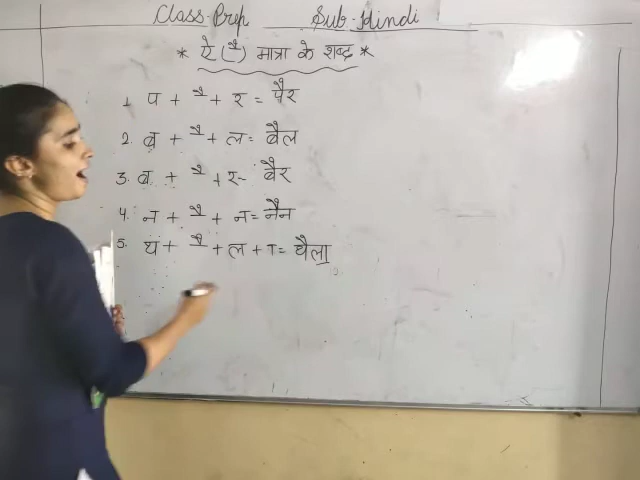 Class-Prep Sub-Hindi
* ऐ (ै) मात्रा के शब्द *
1. प + ै + र = पैर
2. ब + ै + ल = बैल
3. ब + ै + र = बैर
4. न + ै + न = नैन
5. थ + ै + ल + ा = थैला